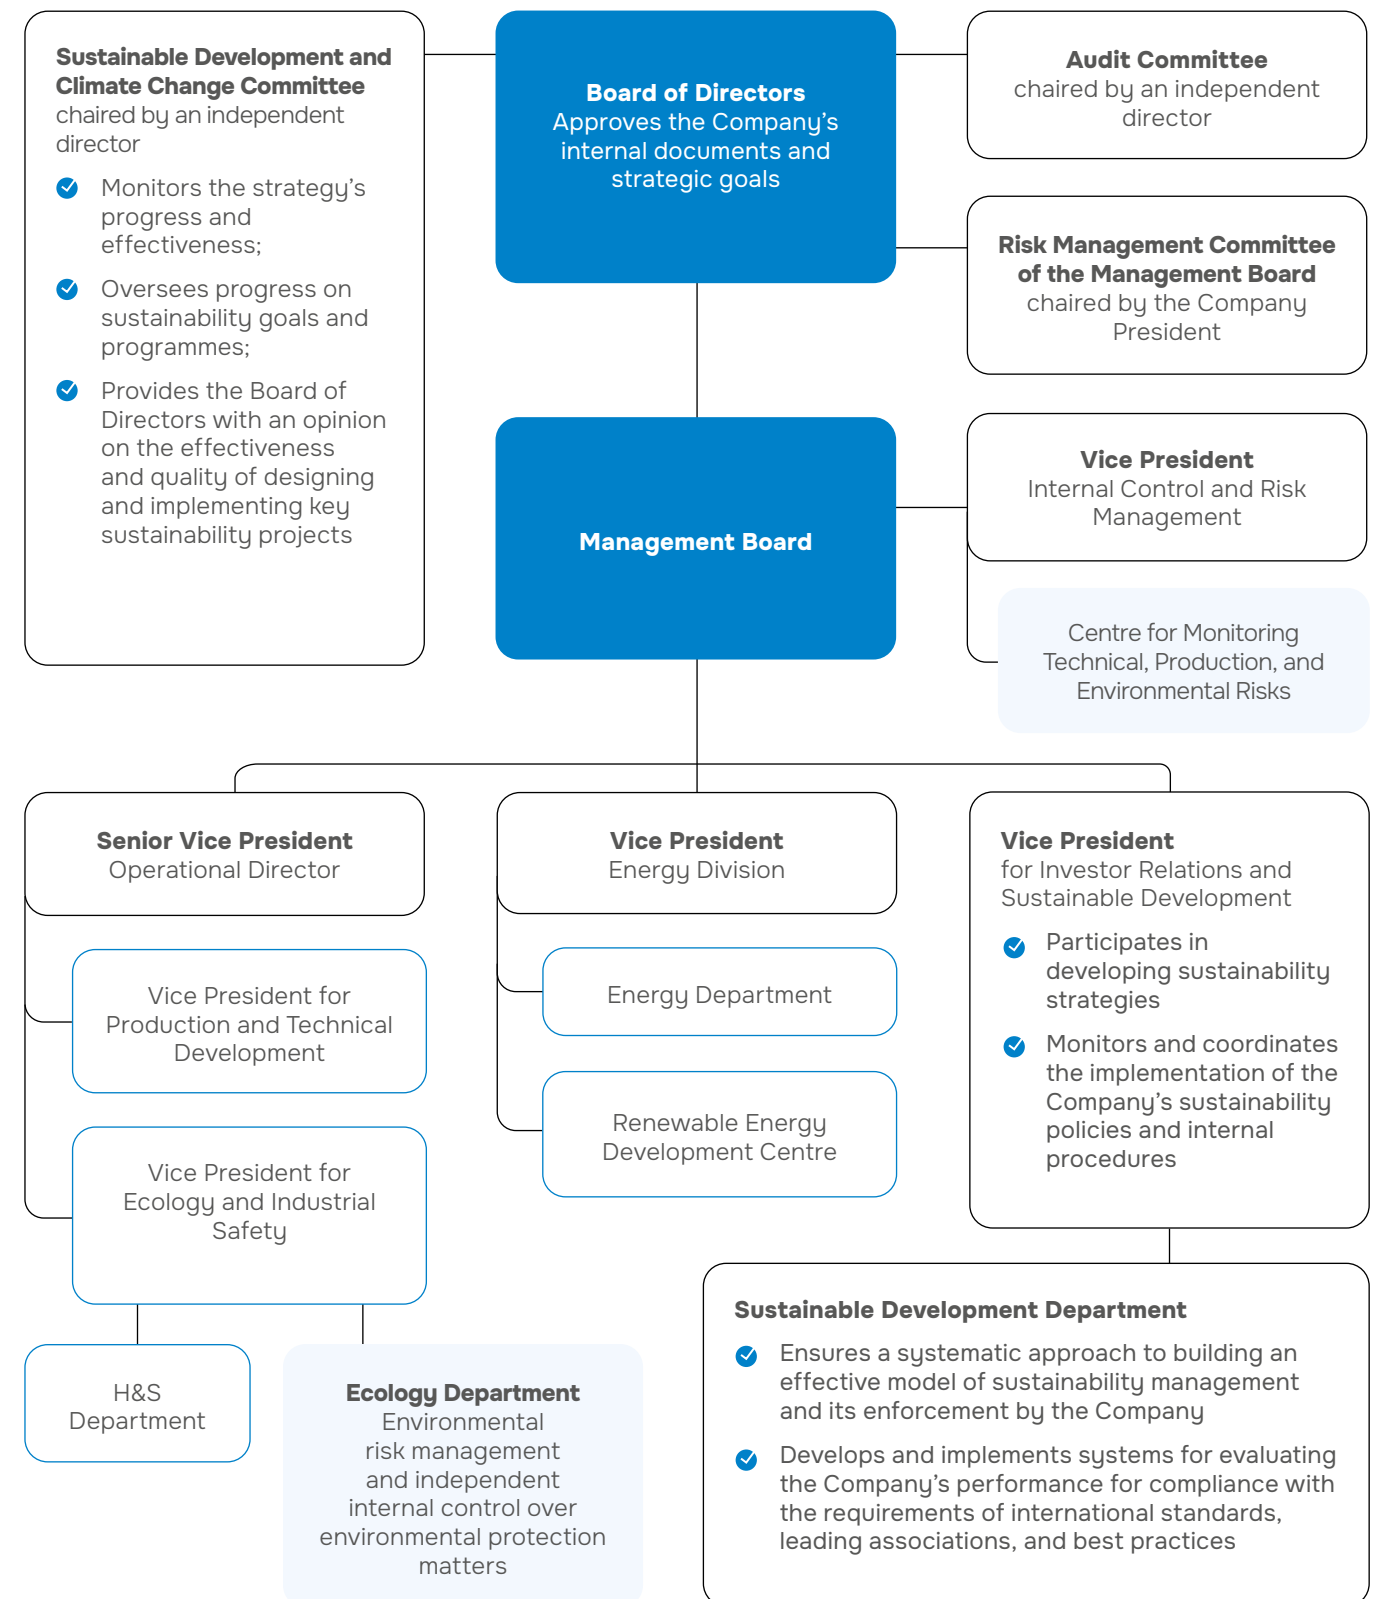 Sustainable Development and
Climate Change Committee
chaired by an independent
director
Monitors the strategy's
progress and
effectiveness;
Oversees progress on
sustainability goals and
programmes;
Provides the Board of
Directors with an opinion
on the effectiveness
and quality of designing
and implementing key
sustainability projects
Board of Directors
Approves the Company's
internal documents and
strategic goals
Audit Committee
chaired by an independent
director
Risk Management Committee
of the Management Board
chaired by the Company
President
Management Board
Vice President
Internal Control and Risk
Management
Centre for Monitoring
Technical, Production, and
Environmental Risks
Senior Vice President
Operational Director
Vice President for
Production and Technical
Development
Vice President for
Ecology and Industrial
Safety
H&S
Department
Ecology Department
Environmental
risk management
and independent
internal control over
environmental protection
matters
Vice President
Energy Division
Energy Department
Renewable Energy
Development Centre
Vice President
for Investor Relations and
Sustainable Development
Participates in
developing sustainability
strategies
Monitors and coordinates
the implementation of the
Company's sustainability
policies and internal
procedures
Sustainable Development Department
Ensures a systematic approach to building an
effective model of sustainability management
and its enforcement by the Company
Develops and implements systems for evaluating
the Company's performance for compliance with
the requirements of international standards,
leading associations, and best practices